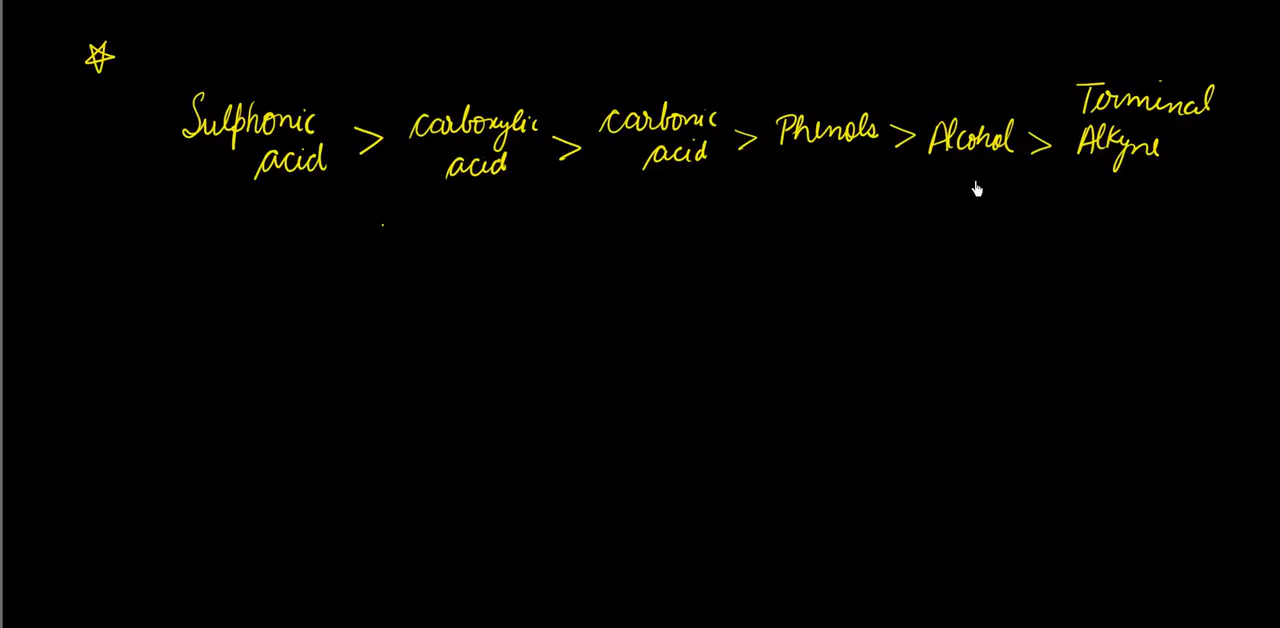 Sulphonic acid > carboxylic acid > carbonic acid > Phenols > Alcohol > Terminal Alkyne